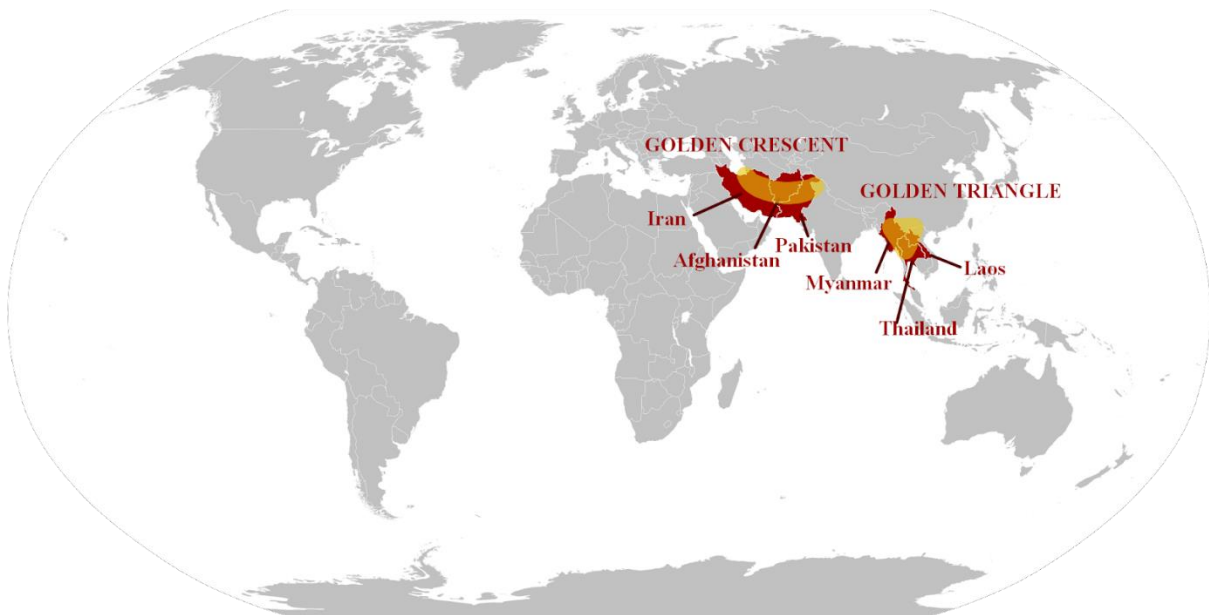 GOLDEN CRESCENT
GOLDEN TRIANGLE
Iran
Afghanistan
Pakistan
Myanmar
Laos
Thailand